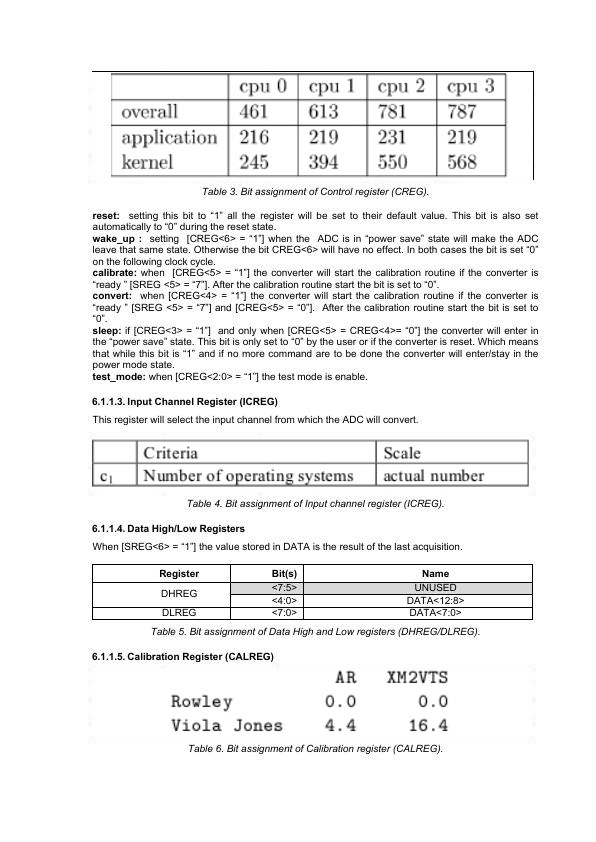 cpu 0 cpu 1 cpu 2 cpu 3
overall 461 613 781 787
application 216 219 231 219
kernel 245 394 550 568
Table 3. Bit assignment of Control register (CREG).
reset: setting this bit to “1” all the register will be set to their default value. This bit is also set
automatically to “0” during the reset state.
wake_up : setting [CREG<6> = “1”] when the ADC is in “power save” state will make the ADC
leave that same state. Otherwise the bit CREG<6> will have no effect. In both cases the bit is set “0”
on the following clock cycle.
calibrate: when [CREG<5> = “1”] the converter will start the calibration routine if the converter is
“ready” [SREG <5> = “7”]. After the calibration routine start the bit is set to “0”.
convert: when [CREG<4> = “1”] the converter will start the calibration routine if the converter is
“ready ” [SREG <5> = “7”] and [CREG<5> = “0”]. After the calibration routine start the bit is set to
“0”.
sleep: if [CREG<3> = “1”] and only when [CREG<5> = CREG<4>= “0”] the converter will enter in
the “power save” state. This bit is only set to “0” by the user or if the converter is reset. Which means
that while this bit is “1” and if no more command are to be done the converter will enter/stay in the
power mode state.
test_mode: when [CREG<2:0> = “1”] the test mode is enable.
6.1.1.3. Input Channel Register (ICREG)
This register will select the input channel from which the ADC will convert.
Criteria Scale
c1 Number of operating systems actual number
Table 4. Bit assignment of Input channel register (ICREG).
6.1.1.4. Data High/Low Registers
When [SREG<6> = “1”] the value stored in DATA is the result of the last acquisition.
Register Bit(s) Name
DHREG <7:5> UNUSED
<4:0> DATA<12:8>
DLREG <7:0> DATA<7:0>
Table 5. Bit assignment of Data High and Low registers (DHREG/DLREG).
6.1.1.5. Calibration Register (CALREG)
AR XM2VTS
Rowley 0.0 0.0
Viola Jones 4.4 16.4
Table 6. Bit assignment of Calibration register (CALREG).